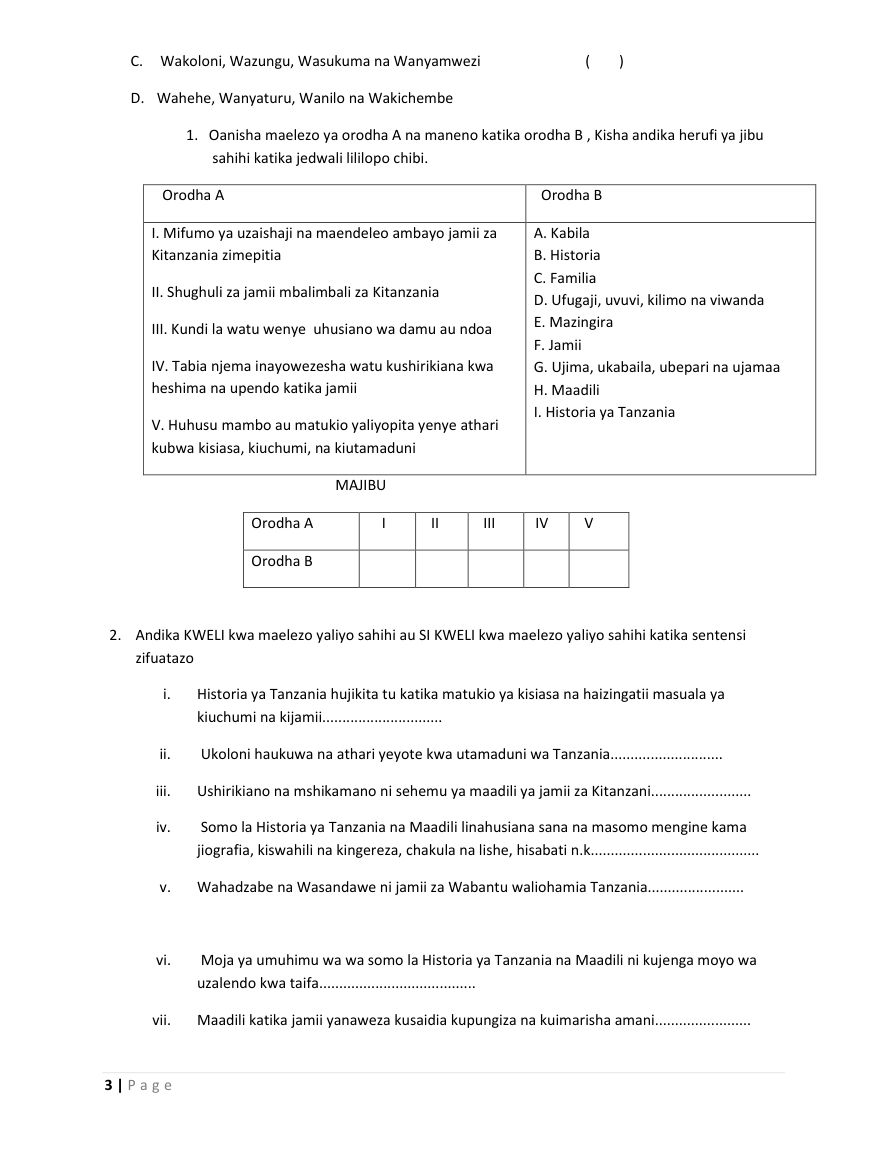 C. Wakoloni, Wazungu, Wasukuma na Wanyamwezi ( )
D. Wahehe, Wanyaturu, Wanilo na Wakichembe
1. Oanisha maelezo ya orodha A na maneno katika orodha B , Kisha andika herufi ya jibu
sahihi katika jedwali lililopo chibi.
Orodha A
Orodha B
I. Mifumo ya uzaishaji na maendeleo ambayo jamii za
Kitanzania zimepitia
II. Shughuli za jamii mbalimbali za Kitanzania
III. Kundi la watu wenye uhusiano wa damu au ndoa
IV. Tabia njema inayowezesha watu kushirikiana kwa
heshima na upendo katika jamii
V. Huhusu mambo au matukio yaliyopita yenye athari
kubwa kisiasa, kiuchumi, na kiutamaduni
A. Kabila
B. Historia
C. Familia
D. Ufugaji, uvuvi, kilimo na viwanda
E. Mazingira
F. Jamii
G. Ujima, ukabaila, ubepari na ujamaa
H. Maadili
I. Historia ya Tanzania
MAJIBU
Orodha A I II III IV V
Orodha B
2. Andika KWELI kwa maelezo yaliyo sahihi au SI KWELI kwa maelezo yaliyo sahihi katika sentensi
zifuatazo
i. Historia ya Tanzania hujikita tu katika matukio ya kisiasa na haizingatii masuala ya
kiuchumi na kijamii..............................
ii. Ukoloni haukuwa na athari yeyote kwa utamaduni wa Tanzania............................
iii. Ushirikiano na mshikamano ni sehemu ya maadili ya jamii za Kitanzani.........................
iv. Somo la Historia ya Tanzania na Maadili linahusiana sana na masomo mengine kama
jiografia, kiswahili na kingereza, chakula na lishe, hisabati n.k..........................................
v. Wahadzabe na Wasandawe ni jamii za Wabantu waliohamia Tanzania........................
vi. Moja ya umuhimu wa wa somo la Historia ya Tanzania na Maadili ni kujenga moyo wa
uzalendo kwa taifa.......................................
vii. Maadili katika jamii yanaweza kusaidia kupungiza na kuimarisha amani........................
3 | Page